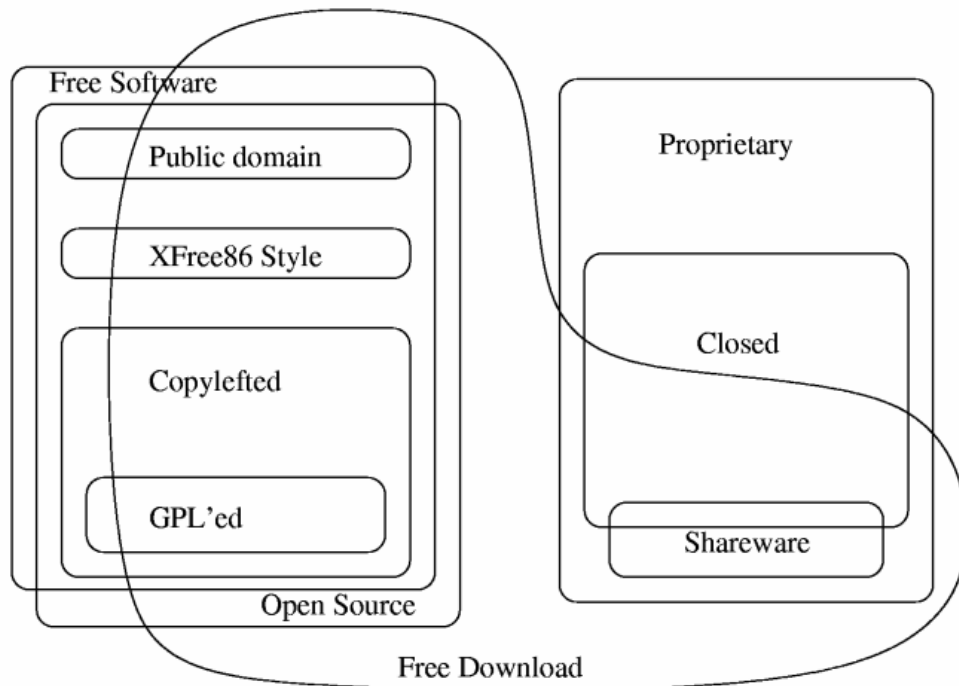 Free Software
Public domain
XFree86 Style
Copylefted
GPL'ed
Open Source
Proprietary
Closed
Shareware
Free Download